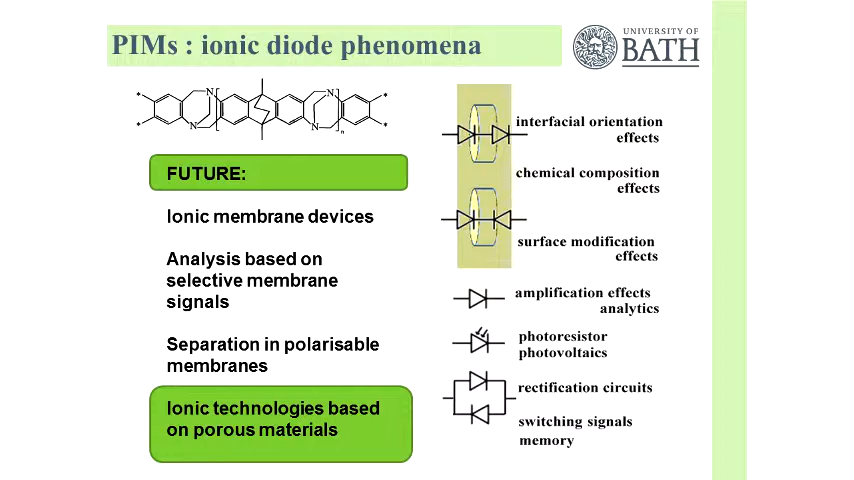 PIMs : ionic diode phenomena
UNIVERSITY OF
BATH
* N N *
* N N n *
FUTURE:
Ionic membrane devices
Analysis based on
selective membrane
signals
Separation in polarisable
membranes
Ionic technologies based
on porous materials
interfacial orientation
effects
chemical composition
effects
surface modification
effects
amplification effects
analytics
photoresistor
photovoltaics
rectification circuits
switching signals
memory